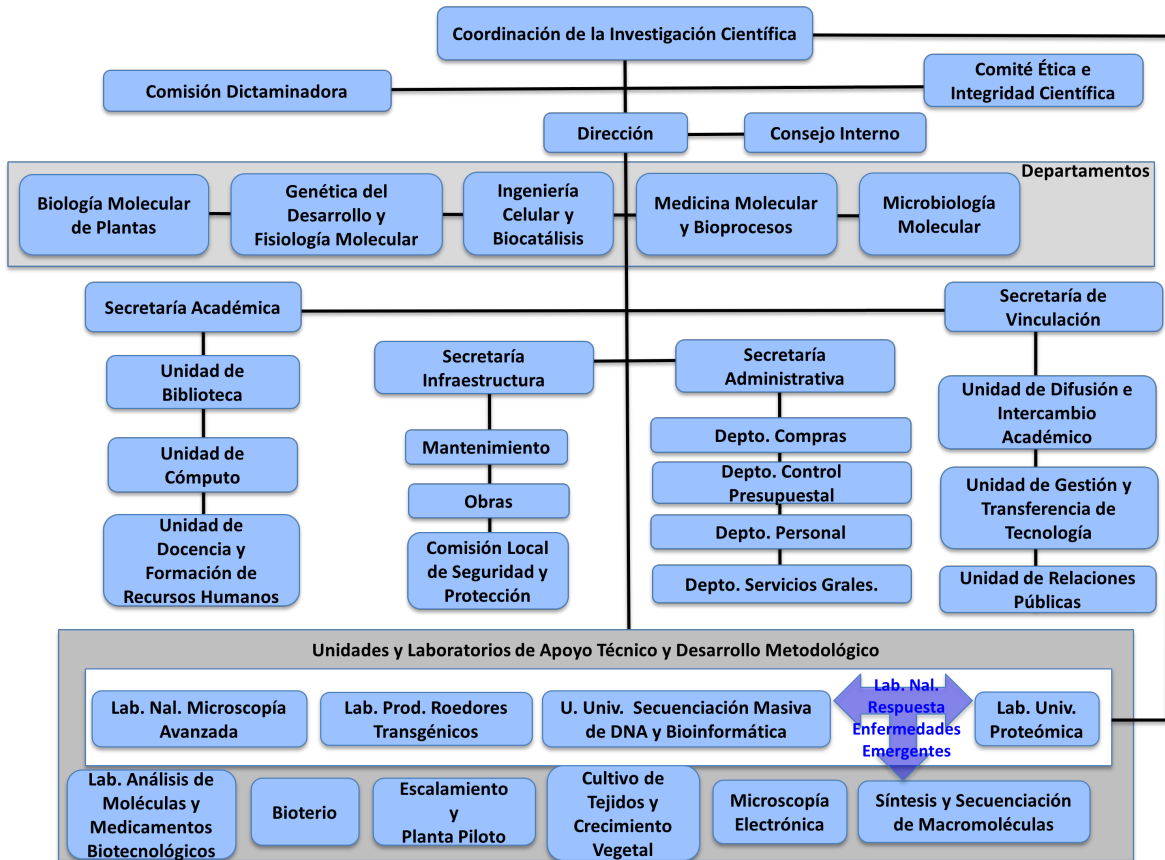 Coordinación de la Investigación Científica
Comisión Dictaminadora
Comité Ética e
Integridad Científica
Dirección
Consejo Interno
Departamentos
Biología Molecular
de Plantas
Genética del
Desarrollo y
Fisiología Molecular
Ingeniería
Celular y
Biocatálisis
Medicina Molecular
y Bioprocesos
Microbiología
Molecular
Secretaría Académica
Secretaría de
Vinculación
Secretaría
Infraestructura
Secretaría
Administrativa
Unidad de
Biblioteca
Unidad de
Cómputo
Unidad de
Docencia y
Formación de
Recursos Humanos
Mantenimiento
Obras
Comisión Local
de Seguridad y
Protección
Depto. Compras
Depto. Control
Presupuestal
Depto. Personal
Depto. Servicios Grales.
Unidad de Difusión e
Intercambio
Académico
Unidad de Gestión y
Transferencia de
Tecnología
Unidad de Relaciones
Públicas
Unidades y Laboratorios de Apoyo Técnico y Desarrollo Metodológico
Lab. Nal. Microscopía
Avanzada
Lab. Prod. Roedores
Transgénicos
U. Univ. Secuenciación Masiva
de DNA y Bioinformática
Lab. Nal.
Respuesta
Enfermedades
Emergentes
Lab. Univ.
Proteómica
Lab. Análisis de
Moléculas y
Medicamentos
Biotecnológicos
Bioterio
Escalamiento
y
Planta Piloto
Cultivo de
Tejidos y
Crecimiento
Vegetal
Microscopía
Electrónica
Síntesis y Secuenciación
de Macromoléculas